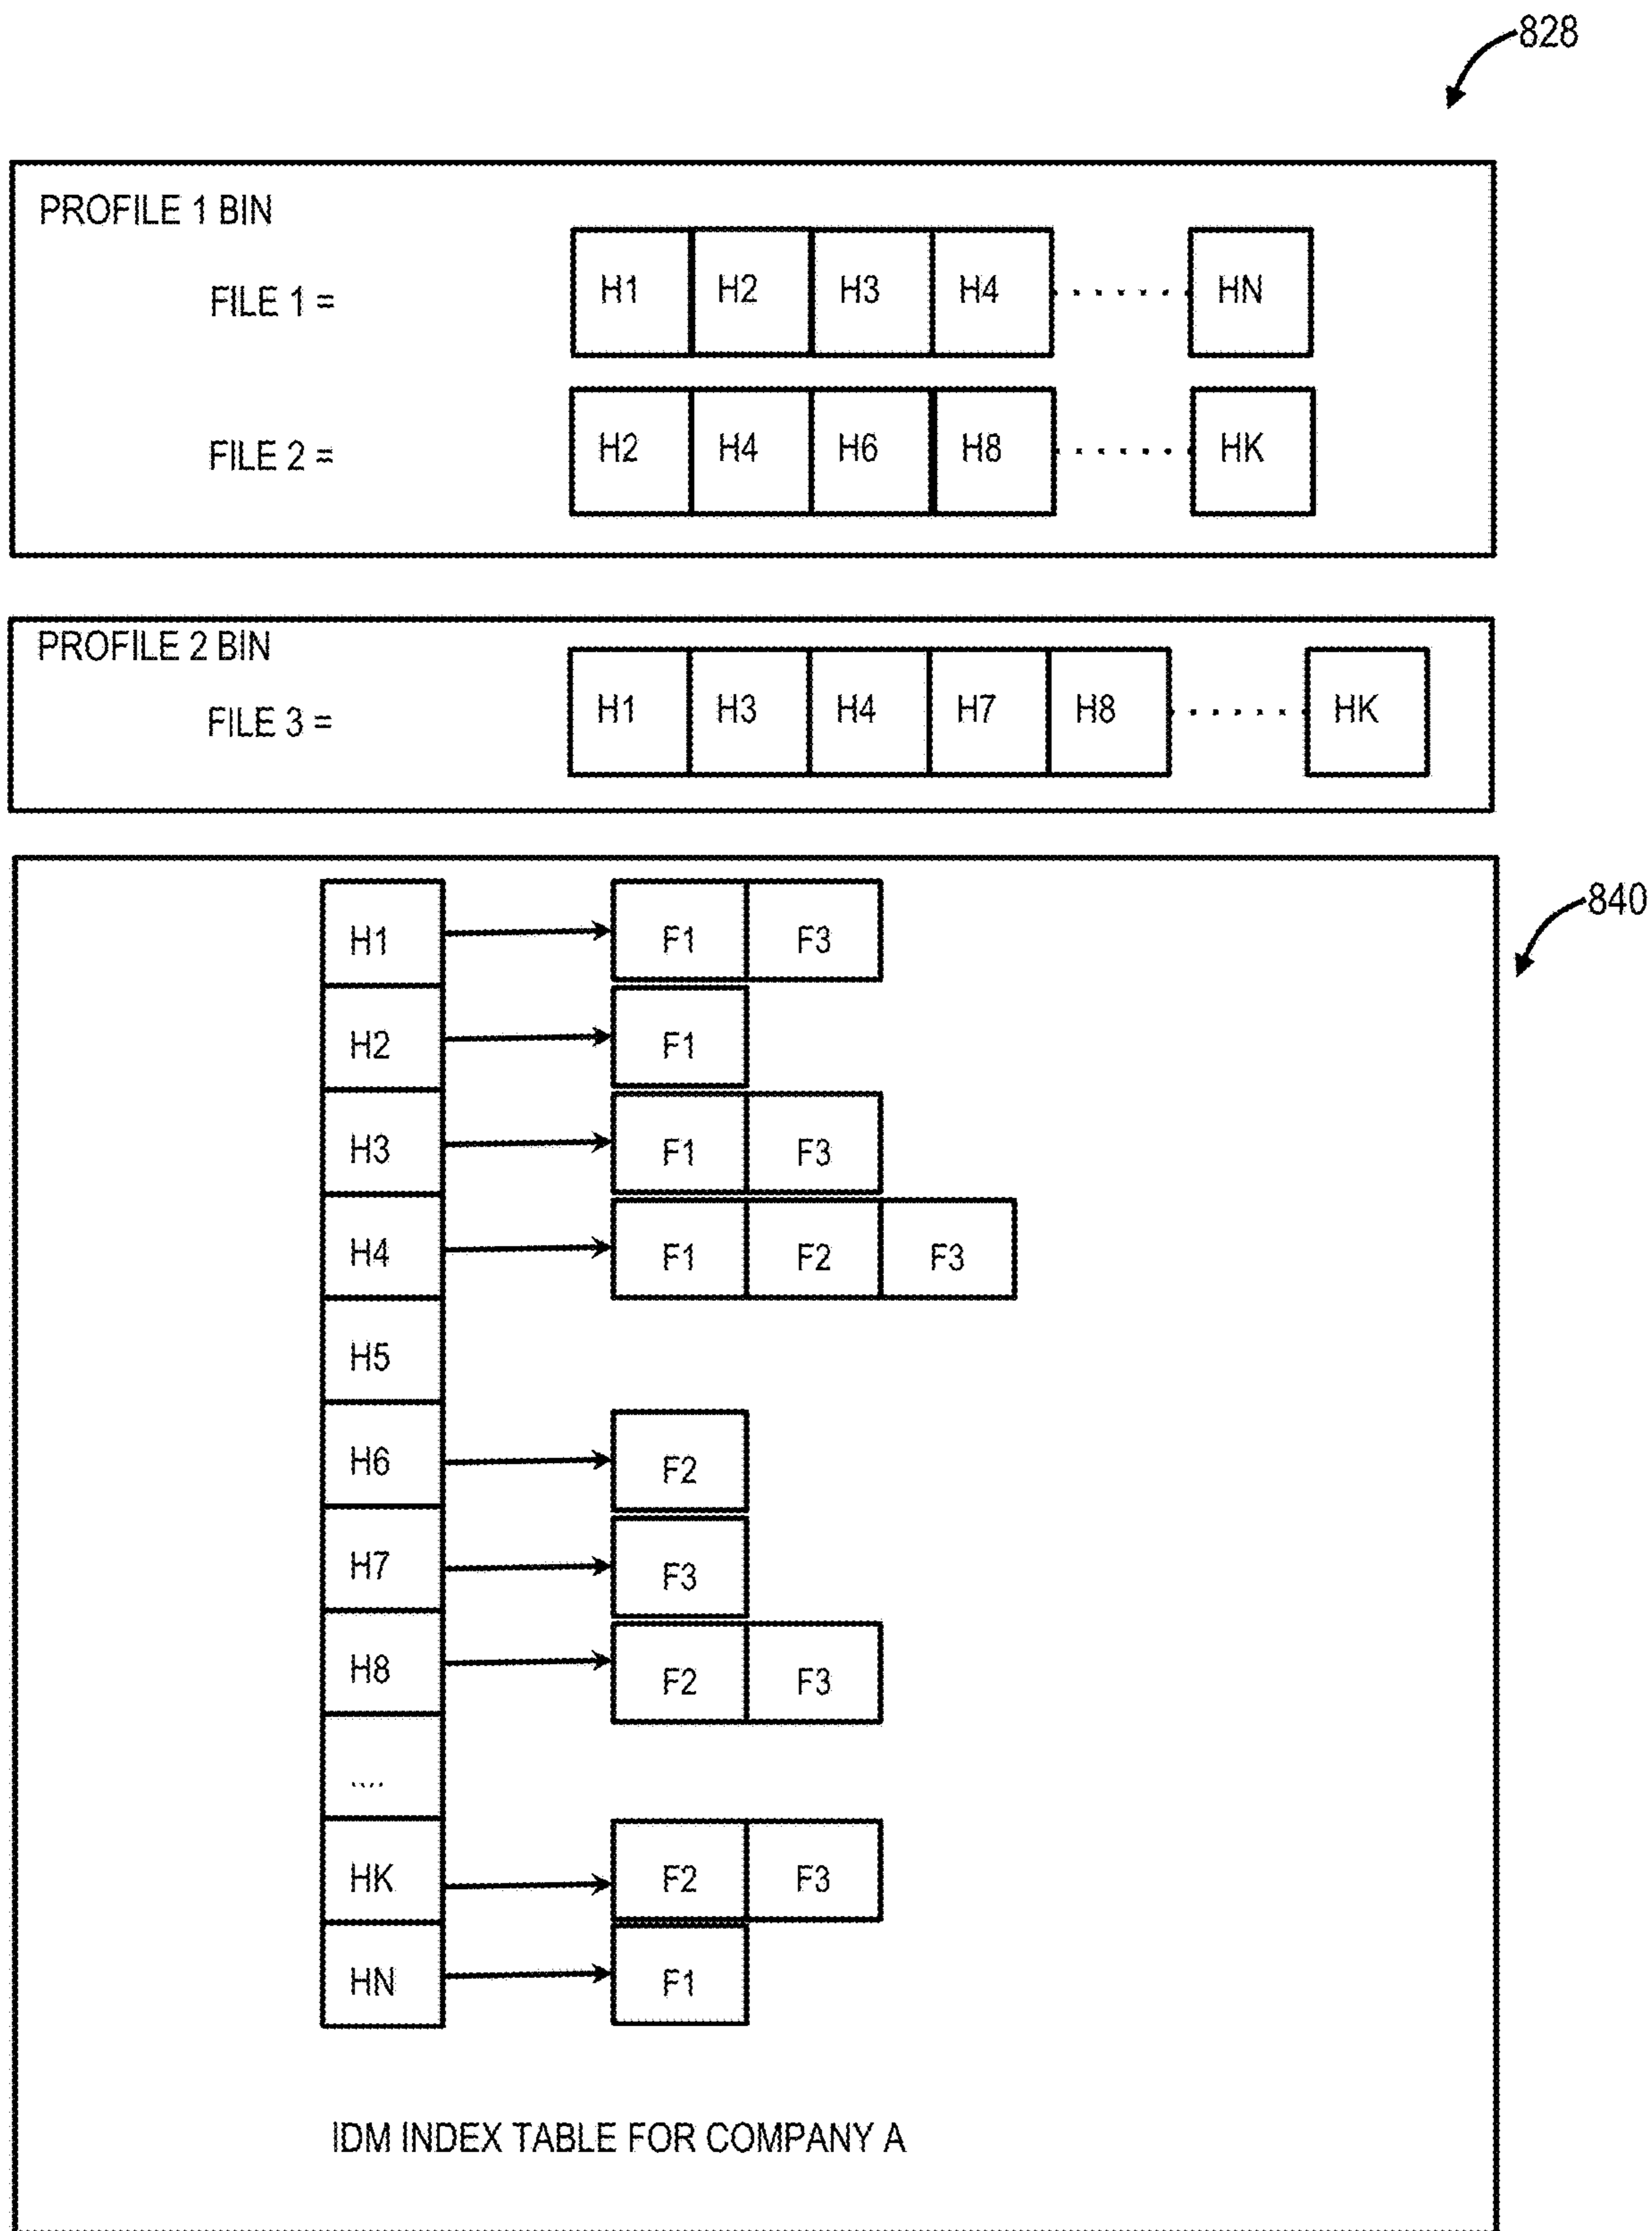 828
PROFILE 1 BIN
FILE 1 = H1 H2 H3 H4 ...... HN
FILE 2 = H2 H4 H6 H8 ...... HK
PROFILE 2 BIN
FILE 3 = H1 H3 H4 H7 H8 ...... HK
840
H1 F1 F3
H2 F1
H3 F1 F3
H4 F1 F2 F3
H5
H6 F2
H7 F3
H8 F2 F3
....
HK F2 F3
HN F1
IDM INDEX TABLE FOR COMPANY A